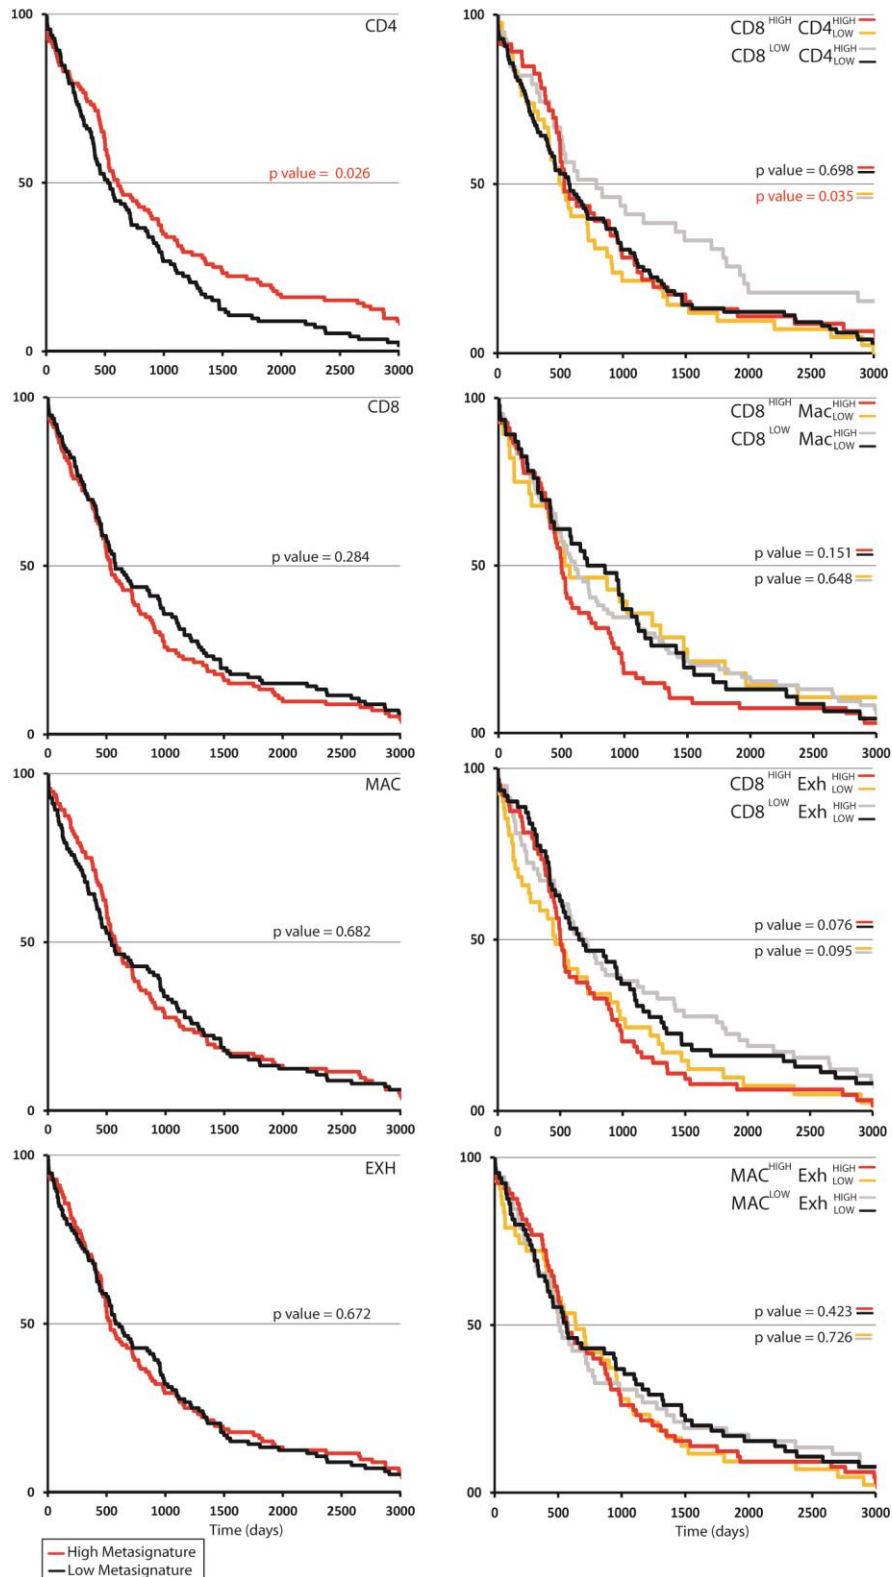 100
CD4
p value = 0.026
50
0
0 500 1000 1500 2000 2500 3000
100
CD8 HIGH CD4 HIGH
LOW
CD8 LOW CD4 HIGH
LOW
p value = 0.698
50
p value = 0.035
00
0 500 1000 1500 2000 2500 3000
100
CD8
p value = 0.284
50
0
0 500 1000 1500 2000 2500 3000
100
CD8 HIGH Mac HIGH
LOW
CD8 LOW Mac HIGH
LOW
p value = 0.151
50
p value = 0.648
00
0 500 1000 1500 2000 2500 3000
100
MAC
p value = 0.682
50
0
0 500 1000 1500 2000 2500 3000
100
CD8 HIGH Exh HIGH
LOW
CD8 LOW Exh HIGH
LOW
p value = 0.076
50
p value = 0.095
00
0 500 1000 1500 2000 2500 3000
100
EXH
p value = 0.672
50
0
0 500 1000 1500 2000 2500 3000
Time (days)
High Metasignature
Low Metasignature
100
MAC HIGH Exh HIGH
LOW
MAC LOW Exh HIGH
LOW
p value = 0.423
50
p value = 0.726
00
0 500 1000 1500 2000 2500 3000
Time (days)